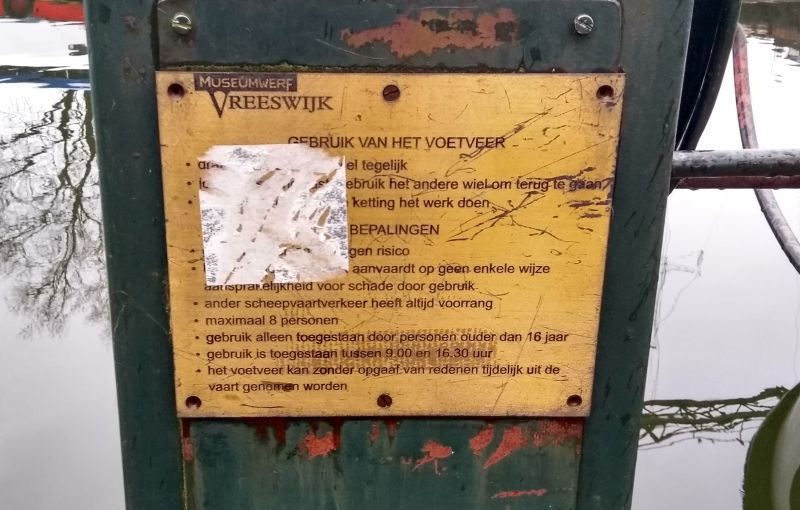 MUSEUMWERF
VREESWIJK
GEBRUIK VAN HET VOETVEER
• el tegelijk
• gebruik het andere wiel om terug te gaan
• ketting het werk doen
BEPALINGEN
• gen risico
• aanvaardt op geen enkele wijze
aansprakelijkheid voor schade door gebruik
• ander scheepvaartverkeer heeft altijd voorrang
• maximaal 8 personen
• gebruik alleen toegestaan door personen ouder dan 16 jaar
• gebruik is toegestaan tussen 9.00 en 16.30 uur
• het voetveer kan zonder opgaaf van redenen tijdelijk uit de
vaart genomen worden